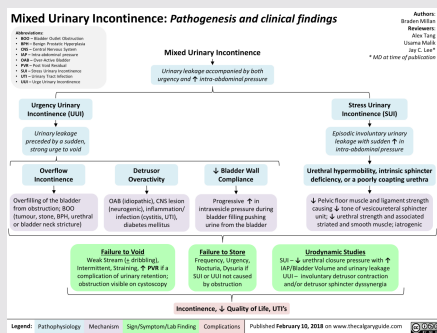 Mixed Urinary Incontinence: Pathogenesis and clinical findings
Authors:
Braden Millan
Reviewers:
Alex Tang
Usama Malik
Jay C. Lee*
* MD at time of publication
Abbreviations:
• BOO – Bladder Outlet Obstruction
• BPH – Benign Prostate Hyperplasia
• CNS – Central Nervous System
• IAP – Intra-abdominal pressure
• OAB – Over Active Bladder
• PVR – Post-Void Residual
• SUI – Stress Urinary Incontinence
• UTI – Urinary Tract Infection
• UUI – Urge Urinary Incontinence
Mixed Urinary Incontinence
Urinary leakage accompanied by both
urgency and ↑ intra-abdominal pressure
Urgency Urinary
Incontinence (UUI)
Urinary leakage
preceded by a sudden,
strong urge to void
Stress Urinary
Incontinence (SUI)
Episodic involuntary urinary
leakage with sudden ↑ in
intra-abdominal pressure
Overflow
Incontinence
Detrusor
Overactivity
↓ Bladder Wall
Compliance
Urethral hypermobility, intrinsic sphincter
deficiency, or a poorly coapting urethra
Overfilling of the bladder
from obstruction; BOO
(tumour, stone, BPH, urethral
or bladder neck stricture)
OAB (idiopathic), CNS lesion
(neurogenic), inflammation/
infection (cystitis, UTI),
diabetes mellitus
Progressive ↑ in
intravesicle pressure during
bladder filling pushing
urine from the bladder
↓ Pelvic fluor muscle and ligament strength
causing ↓ tone of vesicoureteral sphincter
unit; ↓ urethral strength and associated
striated and smooth muscle; iatrogenic
Failure to Void
Weak Stream (± dribbling),
Intermittent, Straining, ↑ PVR if a
complication of urinary retention;
obstruction visible on cystoscopy
Failure to Store
Frequency, Urgency,
Nocturia, Dysuria if
SUI or UUI not caused
by obstruction
Urodynamic Studies
SUI – ↓ urethral closure pressure with ↑
IAP/Bladder Volume and urinary leakage
UUI – involuntary detrusor contraction
and/or detrusor sphincter dyssynergia
Incontinence, ↓ Quality of Life, UTI's
Legend: Pathophysiology Mechanism Sign/Symptom/Lab Finding Complications Published February 10, 2018 on www.thecalgaryguide.com